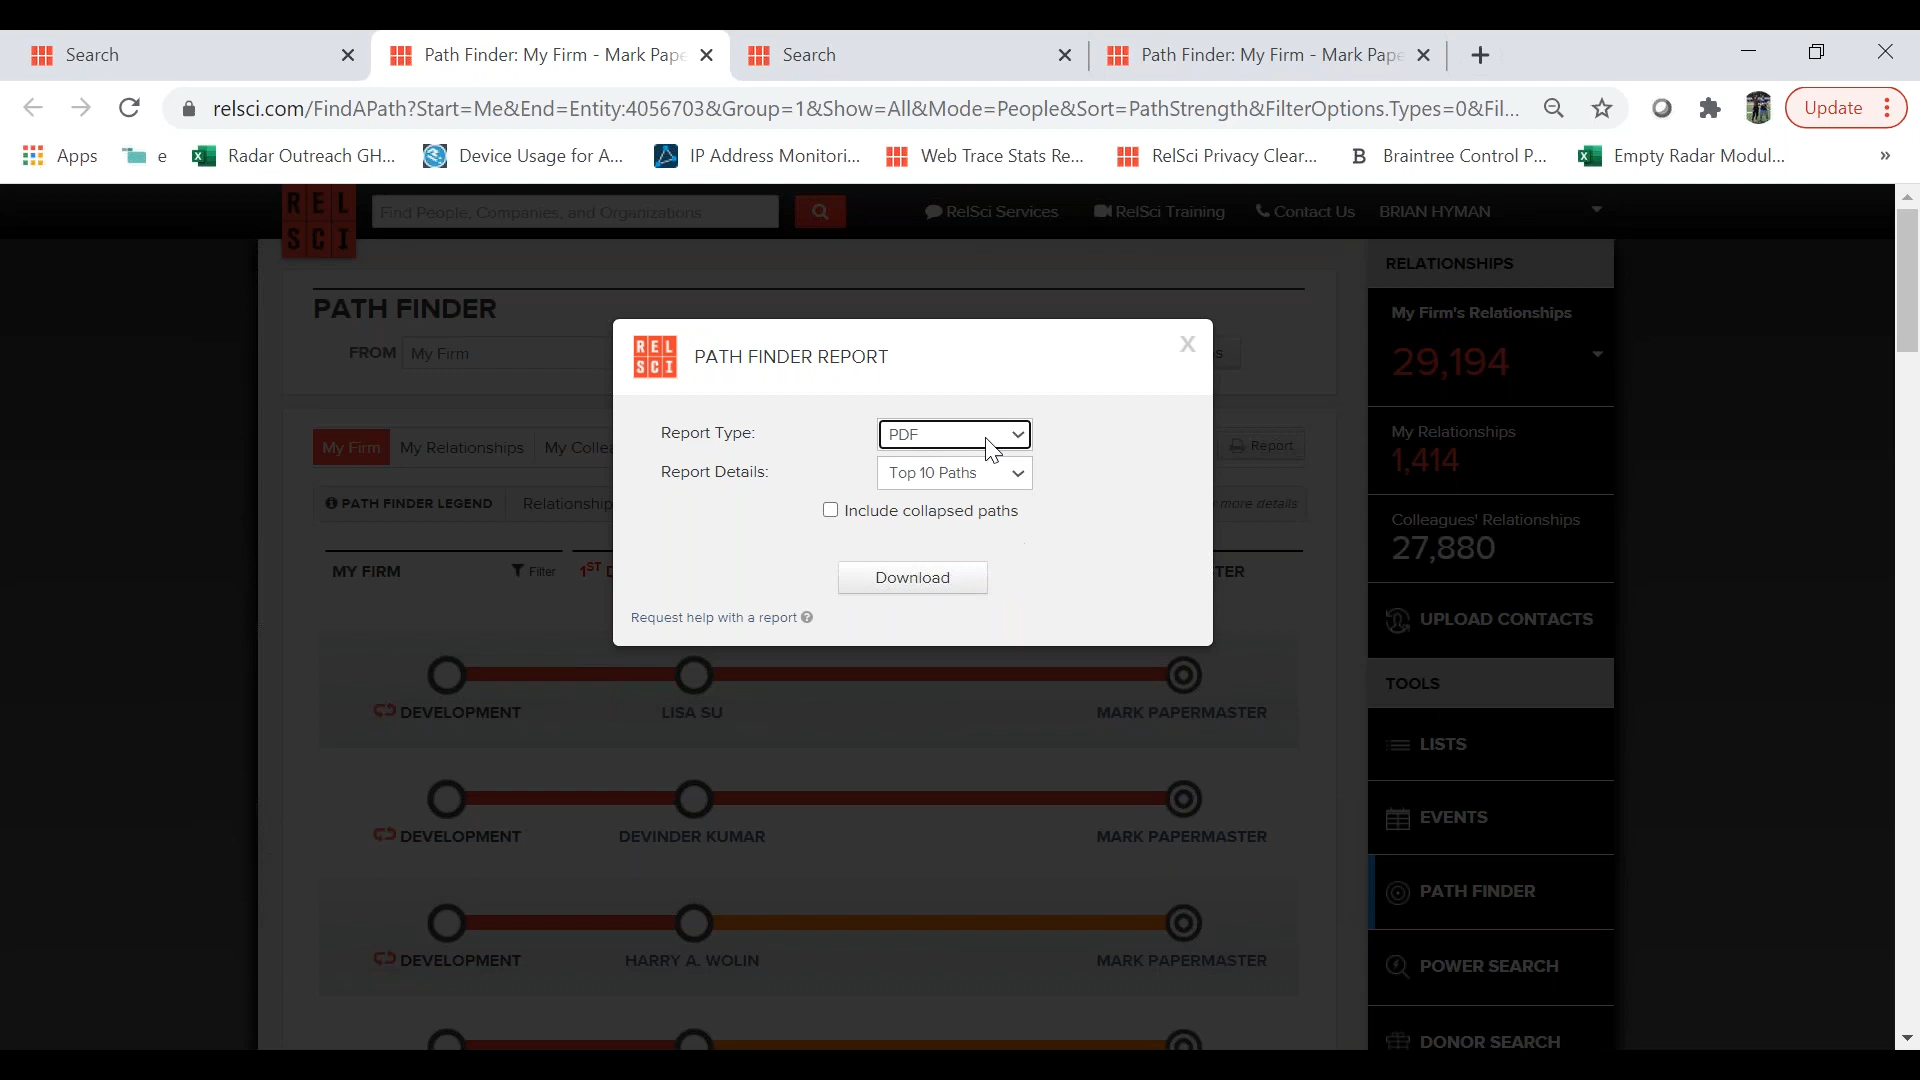 Search
Path Finder: My Firm - Mark Pape
Search
Path Finder: My Firm - Mark Pape
relsci.com/FindAPath?Start=Me&End=Entity:4056703&Group=1&Show=All&Mode=People&Sort=PathStrength&FilterOptions.Types=0&Fil...
Update
Apps
e
Radar Outreach GH...
Device Usage for A...
IP Address Monitori...
Web Trace Stats Re...
RelSci Privacy Clear...
Braintree Control P...
Empty Radar Modul...
»
REL
SCI
Find People, Companies, and Organizations
RelSci Services
RelSci Training
Contact Us
BRIAN HYMAN
PATH FINDER
FROM My Firm
My Firm
My Relationships
My Colle
Report
PATH FINDER LEGEND
Relationship
more details
MY FIRM
Filter
1ST
TER
REL
SCI
PATH FINDER REPORT
X
Report Type:
PDF
Report Details:
Top 10 Paths
Include collapsed paths
Download
Request help with a report ?
DEVELOPMENT
LISA SU
MARK PAPERMASTER
DEVELOPMENT
DEVINDER KUMAR
MARK PAPERMASTER
DEVELOPMENT
HARRY A. WOLIN
MARK PAPERMASTER
RELATIONSHIPS
My Firm's Relationships
29,194
My Relationships
1,414
Colleagues' Relationships
27,880
UPLOAD CONTACTS
TOOLS
LISTS
EVENTS
PATH FINDER
POWER SEARCH
DONOR SEARCH